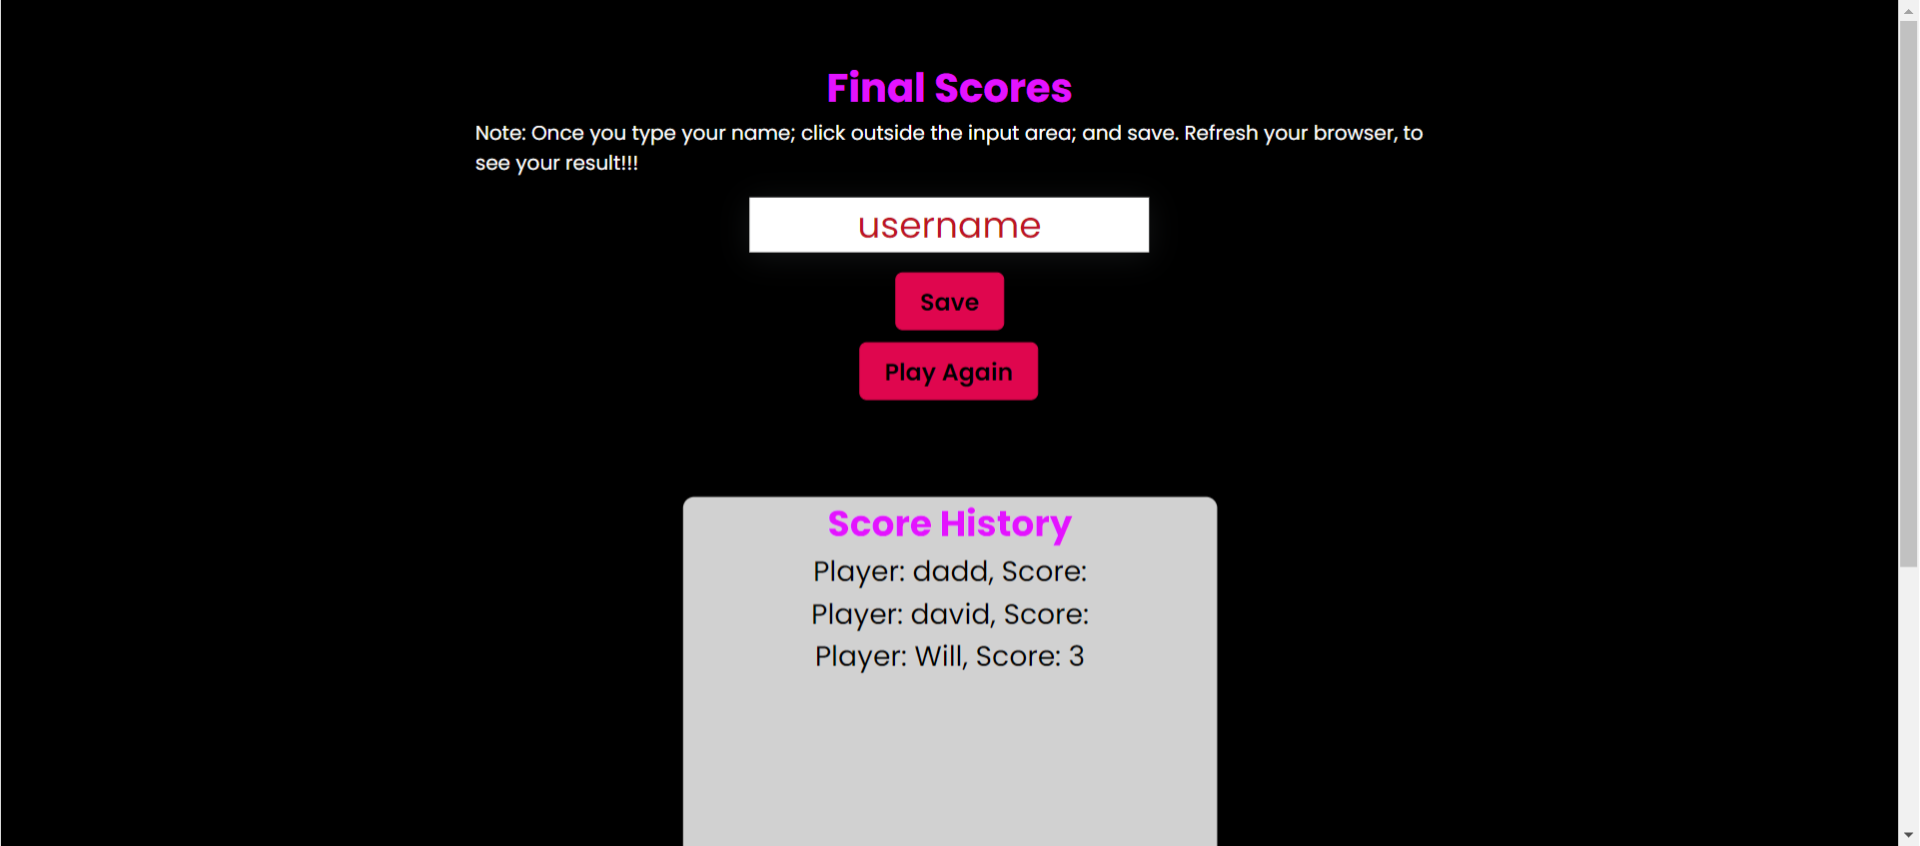 Final Scores
Note: Once you type your name; click outside the input area; and save. Refresh your browser, to
see your result!!!
username
Save
Play Again
Score History
Player: dadd, Score:
Player: david, Score:
Player: Will, Score: 3